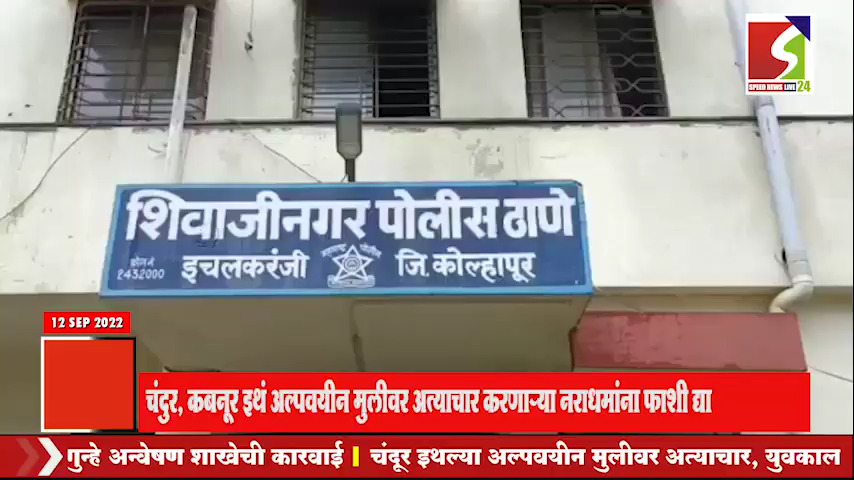 SPEED NEWS LIVE 24
शिवाजीनगर पोलीस ठाणे
फोन नं
2432000
इचलकरंजी
महाराष्ट्र पोलीस
जि. कोल्हापूर
12 SEP 2022
चंदुर, कबनूर इथं अल्पवयीन मुलीवर अत्याचार करणाऱ्या नराधमांना फाशी द्या
गुन्हे अन्वेषण शाखेची कारवाई | चंदूर इथल्या अल्पवयीन मुलीवर अत्याचार, युवकाल